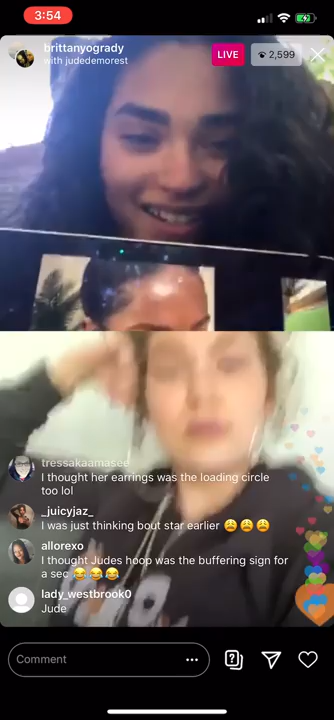 3:54
brittanyogrady
with judedemorest
LIVE
2,599
tressakaamasee
I thought her earrings was the loading circle
too lol
_juicyjaz_
I was just thinking bout star earlier 😩😩😩
allorexo
I thought Judes hoop was the buffering sign for
a sec 😂😂😂
lady_westbrook0
Jude
Comment